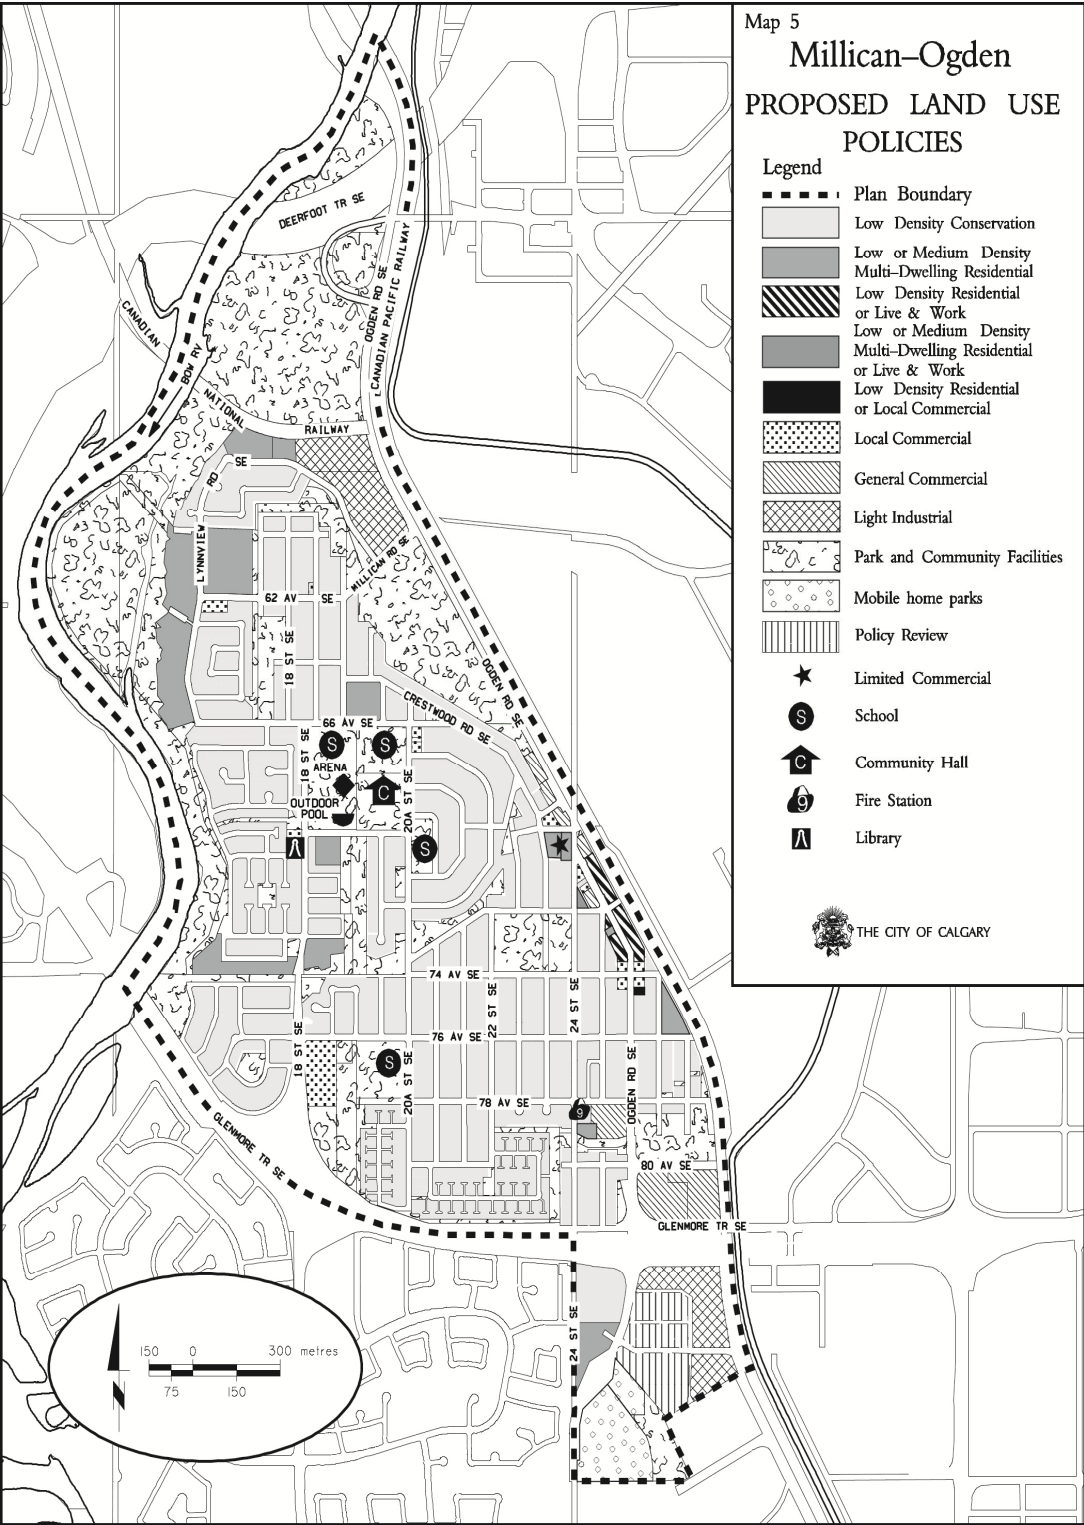 Map 5
Millican–Ogden
PROPOSED LAND USE
POLICIES
Legend
Plan Boundary
Low Density Conservation
Low or Medium Density
Multi–Dwelling Residential
Low Density Residential
or Live & Work
Low or Medium Density
Multi–Dwelling Residential
or Live & Work
Low Density Residential
or Local Commercial
Local Commercial
General Commercial
Light Industrial
Park and Community Facilities
Mobile home parks
Policy Review
Limited Commercial
S
School
C
Community Hall
9
Fire Station
Library
THE CITY OF CALGARY
DEERFOOT TR SE
CANADIAN PACIFIC RAILWAY
OGDEN RD SE
CANADIAN
NATIONAL
RAILWAY
BOW RV
LYNNVIEW
RD
SE
MILLICAN RD SE
62 AV SE
18 ST SE
OGDEN RD SE
CRESTWOOD RD SE
66 AV SE
18 ST SE
S
S
ARENA
C
OUTDOOR
POOL
20A ST SE
S
74 AV SE
22 ST SE
24 ST SE
76 AV SE
18 ST SE
S
20A ST SE
OGDEN RD SE
78 AV SE
9
GLENMORE TR SE
80 AV SE
GLENMORE TR SE
24 ST SE
150 0 300 metres
75 150